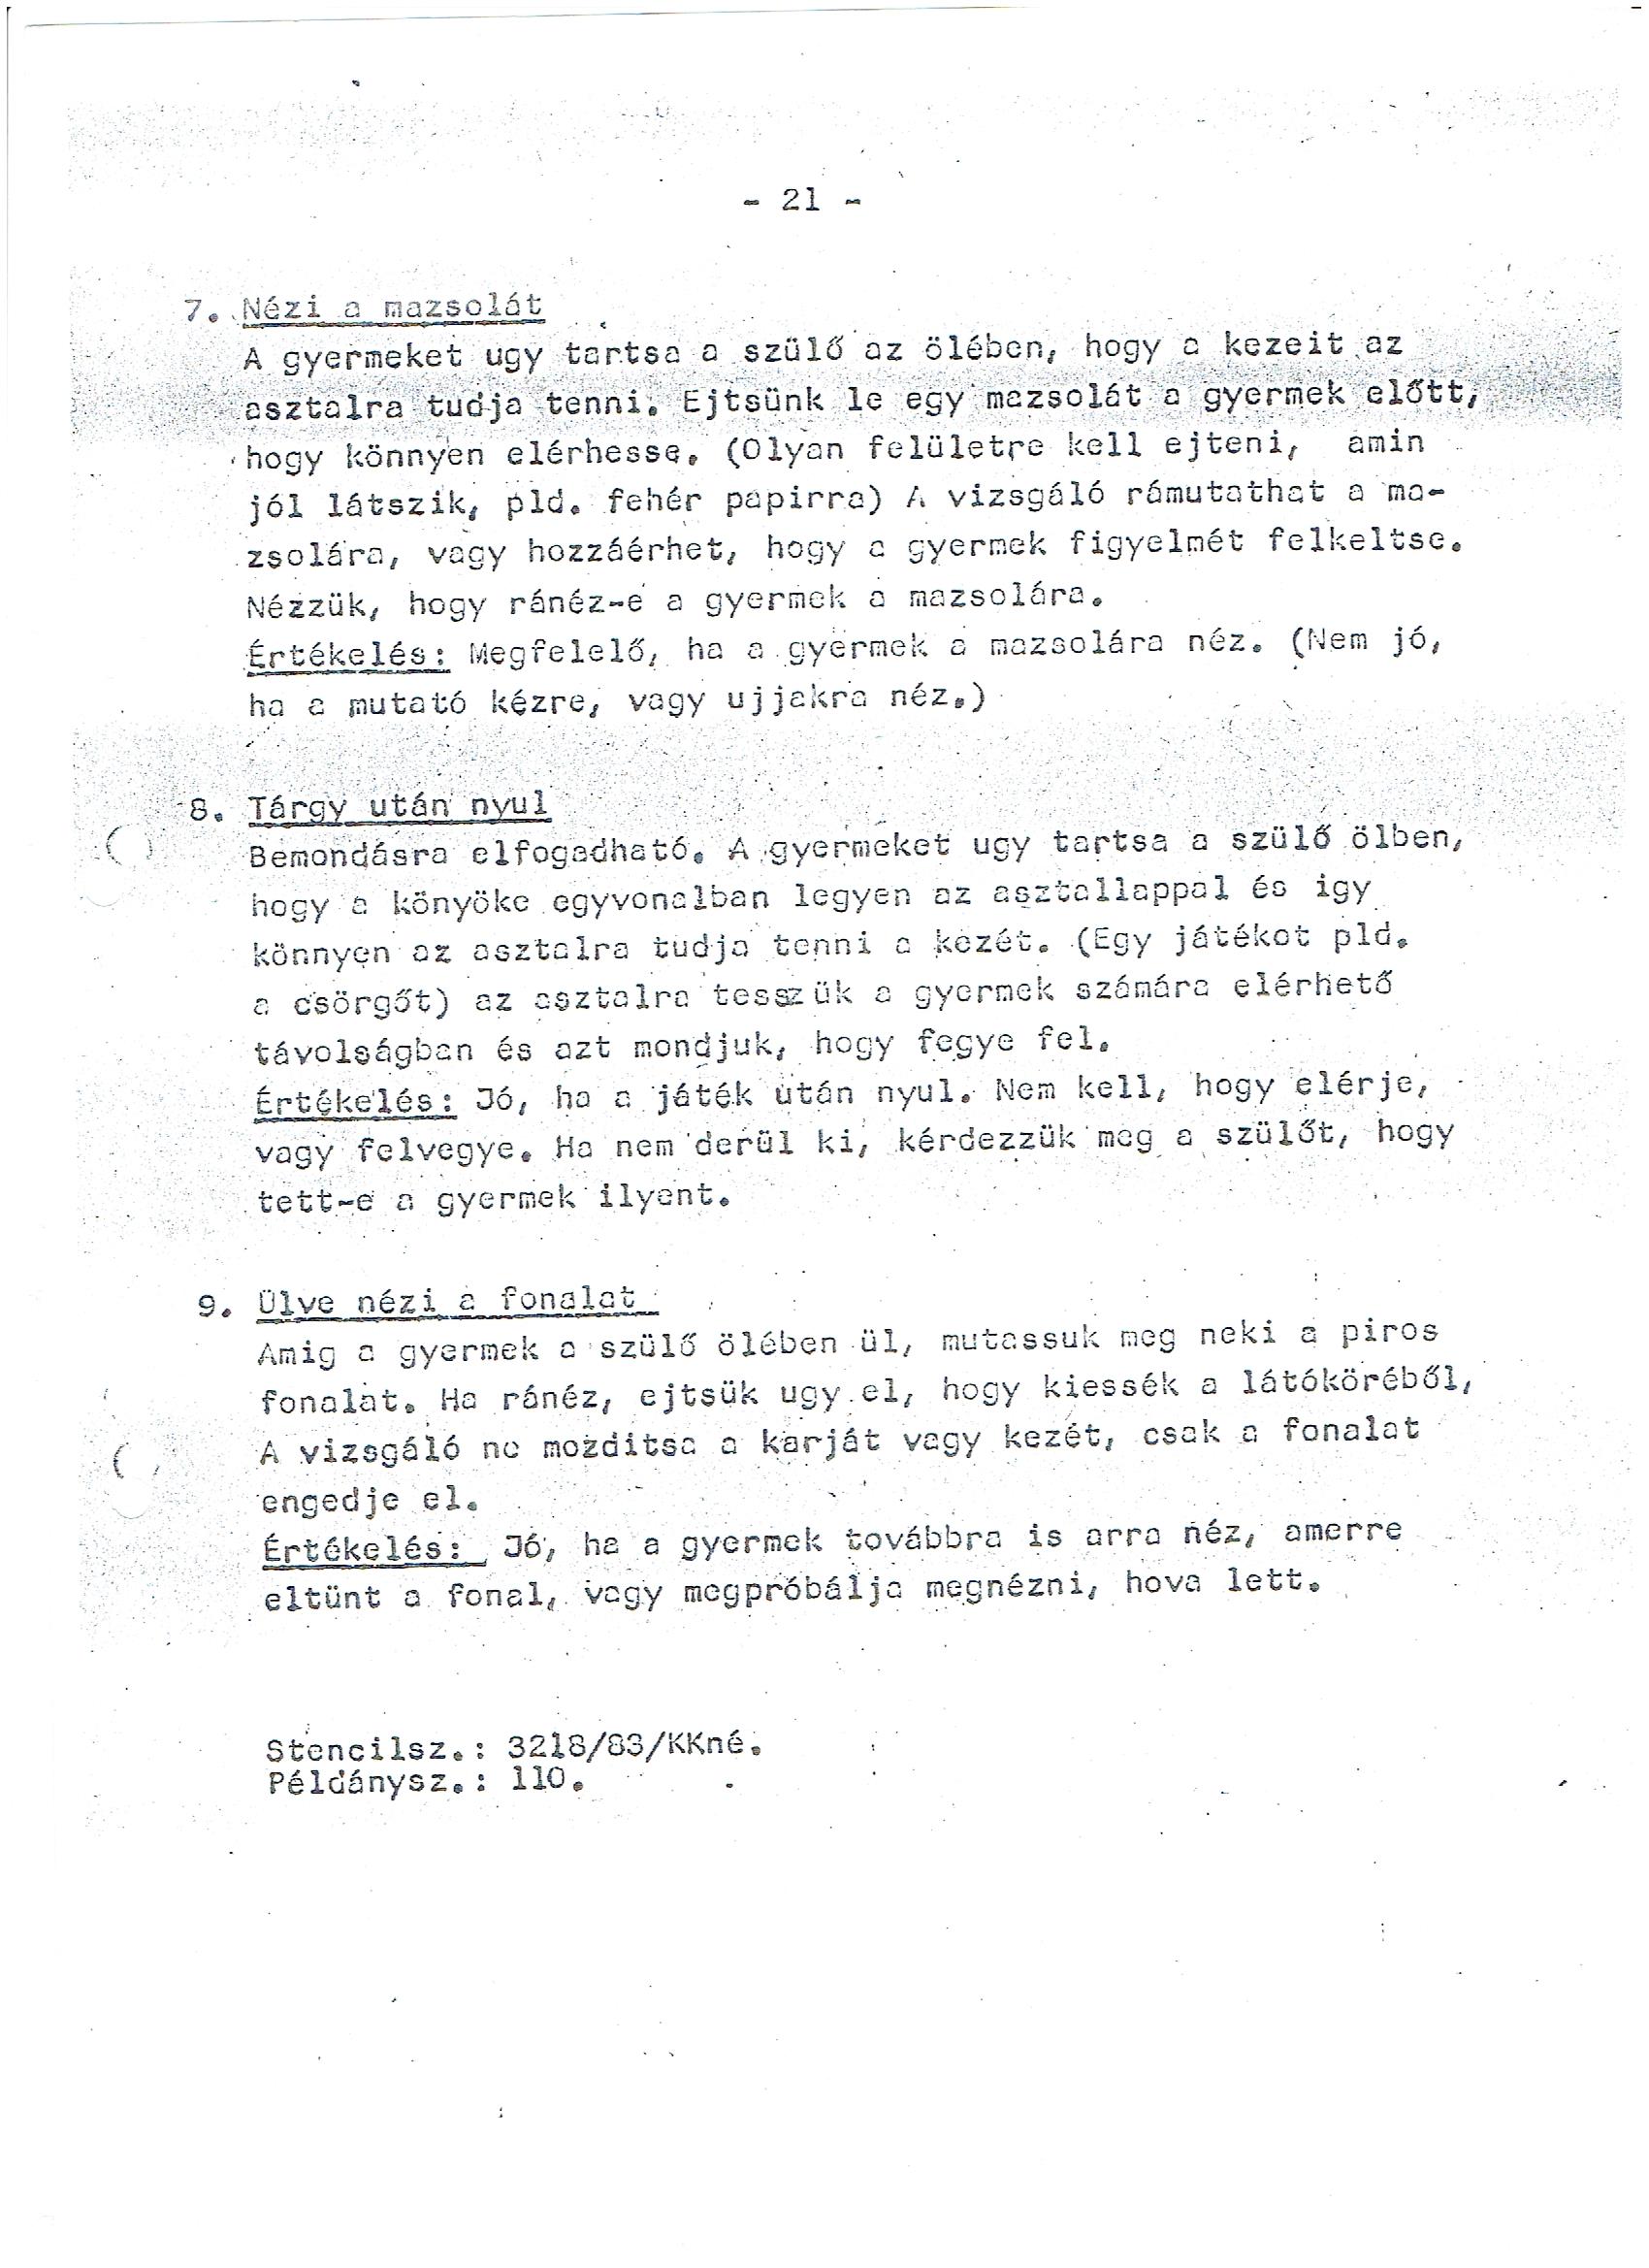 - 21 -
7. Nézi a mazsolát
A gyermeket ugy tartsa a szülő az ölében, hogy a kezeit az
asztalra tudja tenni. Ejtsünk le egy mazsolát a gyermek előtt,
hogy könnyen elérhesse. (Olyan felületre kell ejteni, amin
jól látszik, pld. fehér papirra) A vizsgáló rámutathat a ma-
zsolára, vagy hozzáérhet, hogy a gyermek figyelmét felkeltse.
Nézzük, hogy ránéz-e a gyermek a mazsolára.
Értékelés: Megfelelő, ha a gyermek a mazsolára néz. (Nem jó,
ha a mutató kézre, vagy ujjakra néz.)
8. Tárgy után nyul
Bemondásra elfogadható. A gyermeket ugy tartsa a szülő ölben,
hogy a könyöke egyvonalban legyen az asztallappal és igy
könnyen az asztalra tudja tenni a kezét. (Egy játékot pld.
a csörgőt) az asztalra tesszük a gyermek számára elérhető
távolságban és azt mondjuk, hogy fegye fel.
Értékelés: Jó, ha a játék után nyul. Nem kell, hogy elérje,
vagy felvegye. Ha nem derül ki, kérdezzük meg a szülőt, hogy
tett-e a gyermek ilyent.
9. Ülve nézi a fonalat
Amig a gyermek a szülő ölében ül, mutassuk meg neki a piros
fonalat. Ha ránéz, ejtsük ugy el, hogy kiessék a látóköréből,
A vizsgáló ne mozditsa a karját vagy kezét, csak a fonalat
engedje el.
Értékelés: Jó, ha a gyermek továbbra is arra néz, amerre
eltünt a fonal, vagy megpróbálja megnézni, hova lett.
Stencilsz.: 3218/83/KKné.
Példánysz.: 110.